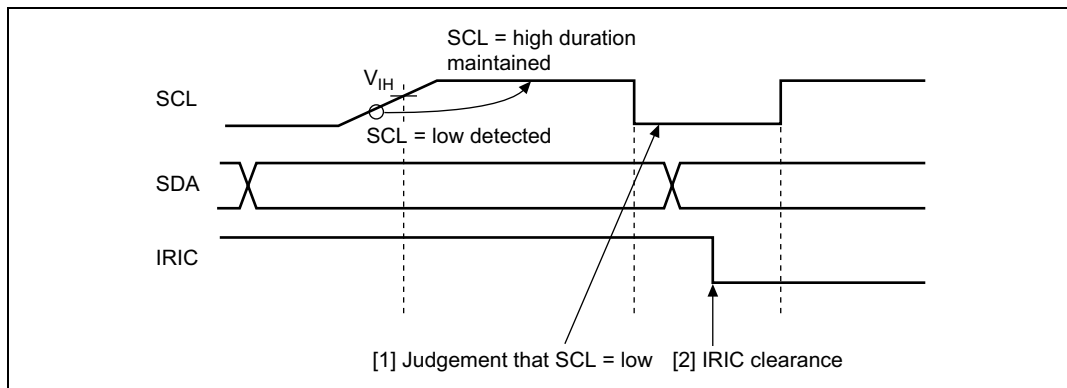 SCL = high duration
maintained
VIH
SCL
SCL = low detected
SDA
IRIC
[1] Judgement that SCL = low
[2] IRIC clearance